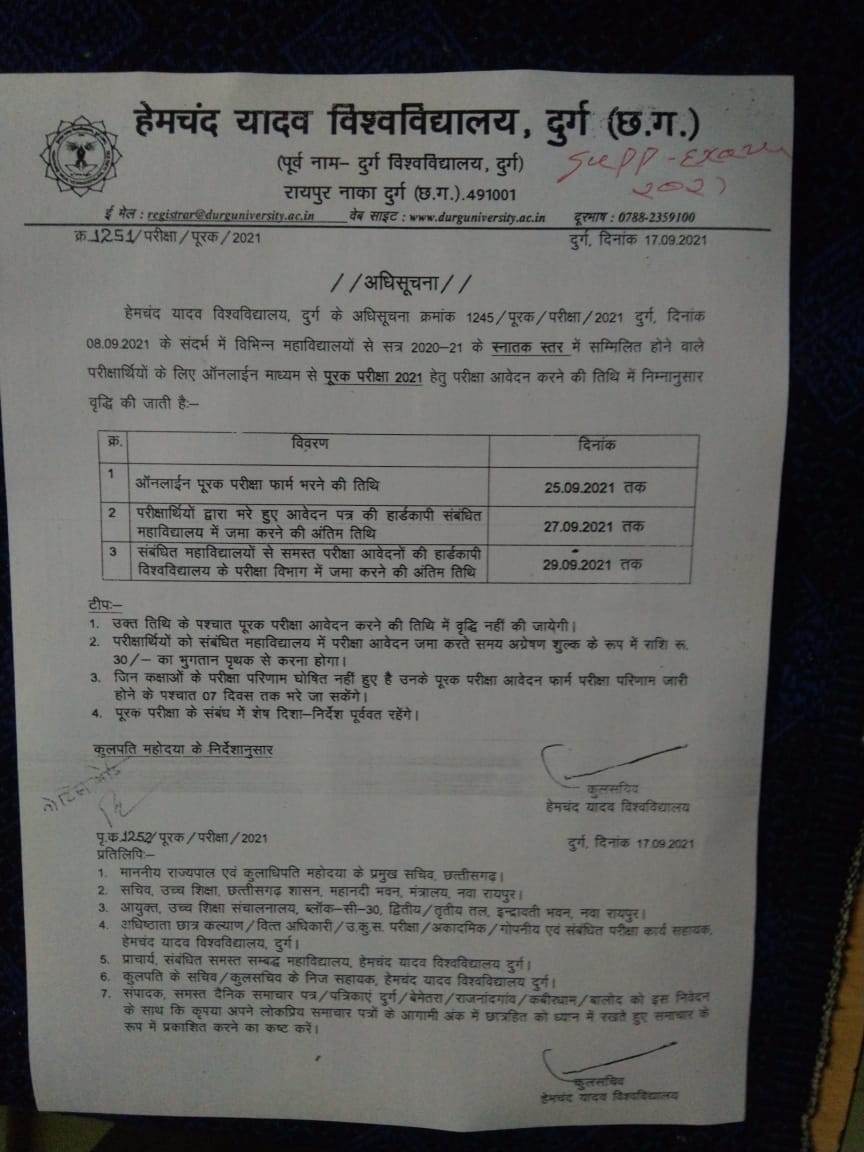 हेमचंद यादव विश्वविद्यालय, दुर्ग (छ.ग.)
(पूर्व नाम– दुर्ग विश्वविद्यालय, दुर्ग)
Supp-Exam
2021
रायपुर नाका दुर्ग (छ.ग.).491001
ई मेल : registrar@durguniversity.ac.in वेब साइट : www.durguniversity.ac.in दूरभाष : 0788-2359100
क्र.1251/परीक्षा/पूरक/2021 दुर्ग, दिनांक 17.09.2021
//अधिसूचना//
हेमचंद यादव विश्वविद्यालय, दुर्ग के अधिसूचना क्रमांक 1245/पूरक/परीक्षा/2021 दुर्ग, दिनांक
08.09.2021 के संदर्भ में विभिन्न महाविद्यालयों से सत्र 2020–21 के स्नातक स्तर में सम्मिलित होने वाले
परीक्षार्थियों के लिए ऑनलाईन माध्यम से पूरक परीक्षा 2021 हेतु परीक्षा आवेदन करने की तिथि में निम्नानुसार
वृद्धि की जाती है:–
क्र. विवरण दिनांक
1 ऑनलाईन पूरक परीक्षा फार्म भरने की तिथि 25.09.2021 तक
2 परीक्षार्थियों द्वारा भरे हुए आवेदन पत्र की हार्डकापी संबंधित
महाविद्यालय में जमा करने की अंतिम तिथि 27.09.2021 तक
3 संबंधित महाविद्यालयों से समस्त परीक्षा आवेदनों की हार्डकापी
विश्वविद्यालय के परीक्षा विभाग में जमा करने की अंतिम तिथि 29.09.2021 तक
टीपः–
1. उक्त तिथि के पश्चात पूरक परीक्षा आवेदन करने की तिथि में वृद्धि नहीं की जायेगी।
2. परीक्षार्थियों को संबंधित महाविद्यालय में परीक्षा आवेदन जमा करते समय अग्रेषण शुल्क के रूप में राशि रू.
30/– का भुगतान पृथक से करना होगा।
3. जिन कक्षाओं के परीक्षा परिणाम घोषित नहीं हुए है उनके पूरक परीक्षा आवेदन फार्म परीक्षा परिणाम जारी
होने के पश्चात 07 दिवस तक भरे जा सकेंगे।
4. पूरक परीक्षा के संबंध में शेष दिशा–निर्देश पूर्ववत रहेंगे।
कुलपति महोदया के निर्देशानुसार
नोटिस बोर्ड
कुलसचिव
हेमचंद यादव विश्वविद्यालय
पृ.क्र.1252/पूरक/परीक्षा/2021 दुर्ग, दिनांक 17.09.2021
प्रतिलिपिः–
1. माननीय राज्यपाल एवं कुलाधिपति महोदया के प्रमुख सचिव, छत्तीसगढ़।
2. सचिव, उच्च शिक्षा, छत्तीसगढ़ शासन, महानदी भवन, मंत्रालय, नवा रायपुर।
3. आयुक्त, उच्च शिक्षा संचालनालय, ब्लॉक–सी–30, द्वितीय/तृतीय तल, इन्द्रावती भवन, नवा रायपुर।
4. अधिष्ठाता छात्र कल्याण/वित्त अधिकारी/उ.कु.स. परीक्षा/अकादमिक/गोपनीय एवं संबंधित परीक्षा कार्य सहायक,
हेमचंद यादव विश्वविद्यालय, दुर्ग।
5. प्राचार्य, संबंधित समस्त सम्बद्ध महाविद्यालय, हेमचंद यादव विश्वविद्यालय दुर्ग।
6. कुलपति के सचिव/कुलसचिव के निज सहायक, हेमचंद यादव विश्वविद्यालय दुर्ग।
7. संपादक, समस्त दैनिक समाचार पत्र/पत्रिकाएं दुर्ग/बेमेतरा/राजनांदगांव/कबीरधाम/बालोद को इस निवेदन
के साथ कि कृपया अपने लोकप्रिय समाचार पत्रों के आगामी अंक में छात्रहित को ध्यान में रखते हुए समाचार के
रूप में प्रकाशित करने का कष्ट करें।
कुलसचिव
हेमचंद यादव विश्वविद्यालय